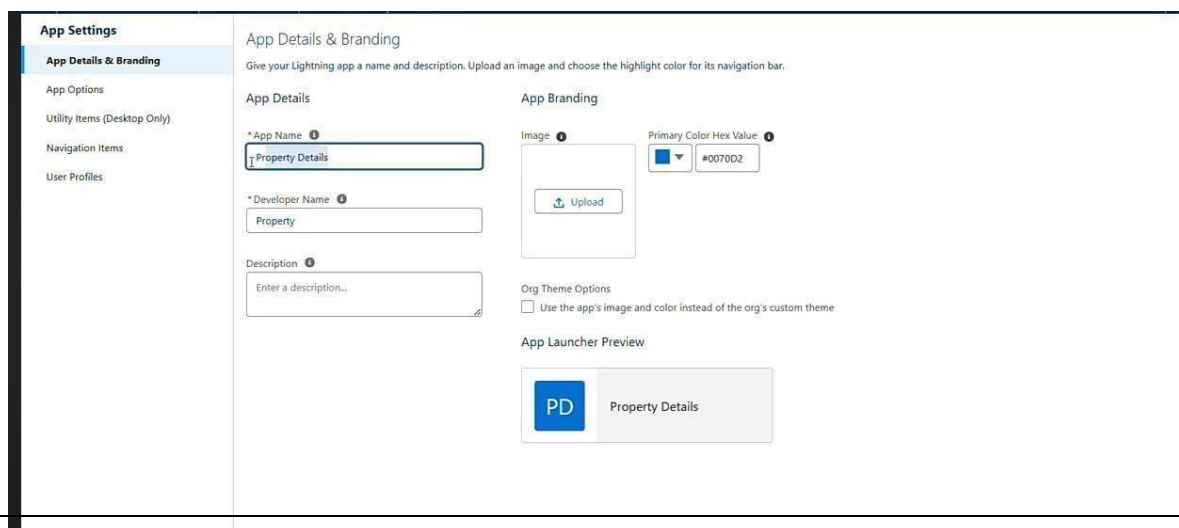 App Settings
App Details & Branding
App Options
Utility Items (Desktop Only)
Navigation Items
User Profiles
App Details & Branding
Give your Lightning app a name and description. Upload an image and choose the highlight color for its navigation bar.
App Details
*App Name
Property Details
*Developer Name
Property
Description
Enter a description...
App Branding
Image
Upload
Primary Color Hex Value
#0070D2
Org Theme Options
Use the app's image and color instead of the org's custom theme
App Launcher Preview
PD
Property Details